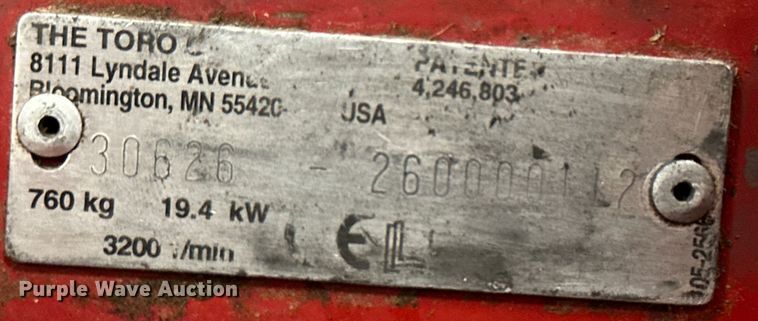 THE TORO
8111 Lyndale Avenue
Bloomington, MN 55420
USA
PATENTED
4,246,803
30626 - 260000112
760 kg 19.4 kW
3200 /min
Purple Wave Auction